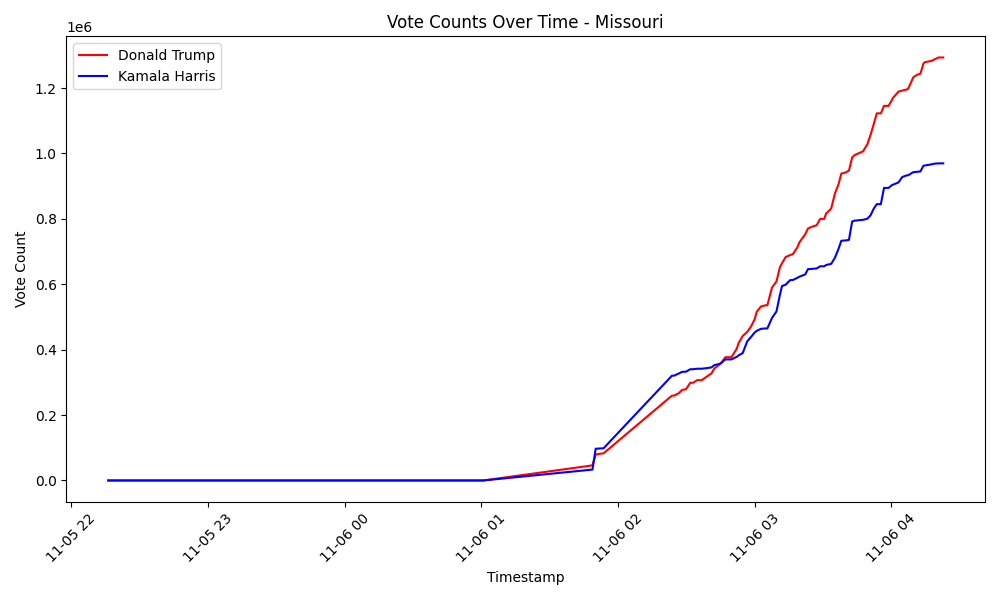 Vote Counts Over Time - Missouri
1e6
Donald Trump
Kamala Harris
1.2
1.0
0.8
0.6
0.4
0.2
0.0
Vote Count
11-05 22
11-05 23
11-06 00
11-06 01
11-06 02
11-06 03
11-06 04
Timestamp